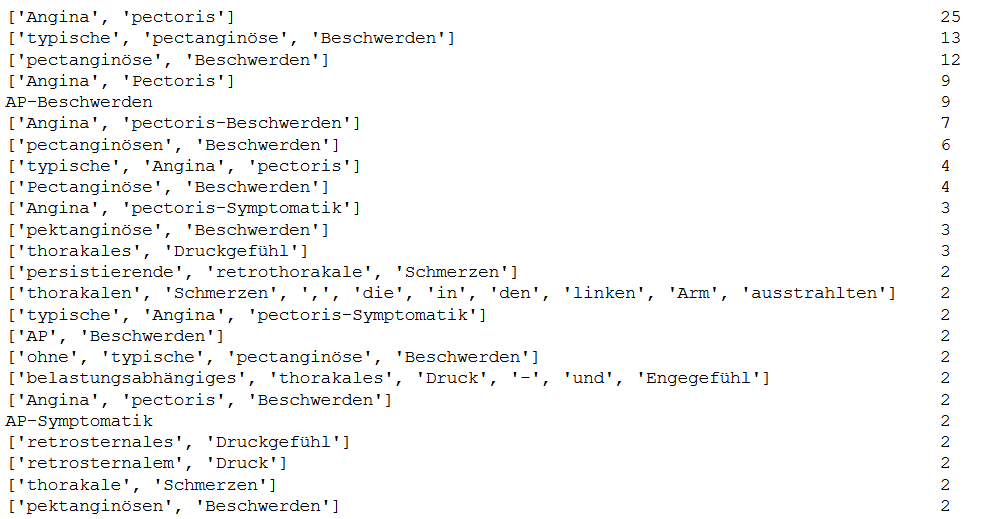 ['Angina', 'pectoris'] 25
['typische', 'pectanginöse', 'Beschwerden'] 13
['pectanginöse', 'Beschwerden'] 12
['Angina', 'Pectoris'] 9
AP-Beschwerden 9
['Angina', 'pectoris-Beschwerden'] 7
['pectanginösen', 'Beschwerden'] 6
['typische', 'Angina', 'pectoris'] 4
['Pectanginöse', 'Beschwerden'] 4
['Angina', 'pectoris-Symptomatik'] 3
['pektanginöse', 'Beschwerden'] 3
['thorakales', 'Druckgefühl'] 3
['persistierende', 'retrothorakale', 'Schmerzen'] 2
['thorakalen', 'Schmerzen', ',', 'die', 'in', 'den', 'linken', 'Arm', 'ausstrahlten'] 2
['typische', 'Angina', 'pectoris-Symptomatik'] 2
['AP', 'Beschwerden'] 2
['ohne', 'typische', 'pectanginöse', 'Beschwerden'] 2
['belastungsabhängiges', 'thorakales', 'Druck', '-', 'und', 'Engegefühl'] 2
['Angina', 'pectoris', 'Beschwerden'] 2
AP-Symptomatik 2
['retrosternales', 'Druckgefühl'] 2
['retrosternalem', 'Druck'] 2
['thorakale', 'Schmerzen'] 2
['pektanginösen', 'Beschwerden'] 2